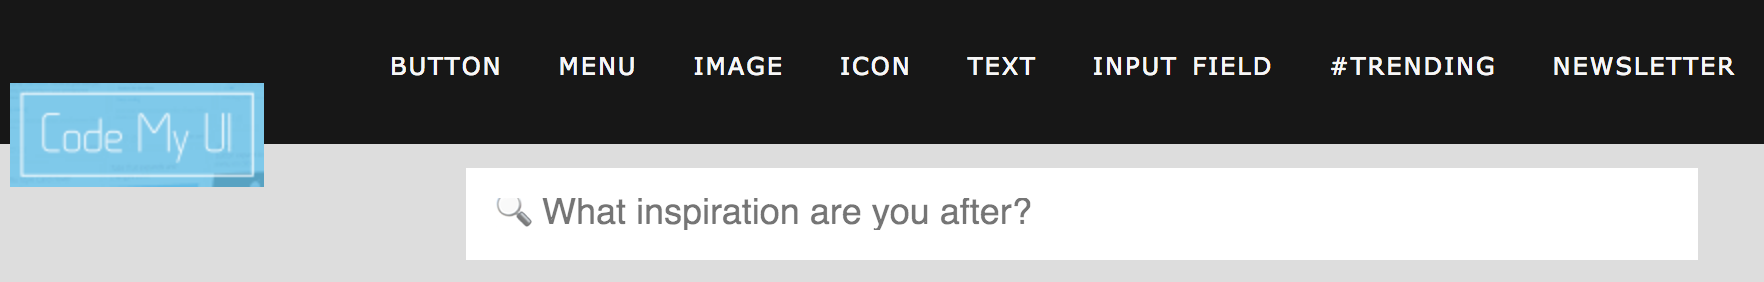 BUTTON MENU IMAGE ICON TEXT INPUT FIELD #TRENDING NEWSLETTER
Code My UI
🔍 What inspiration are you after?